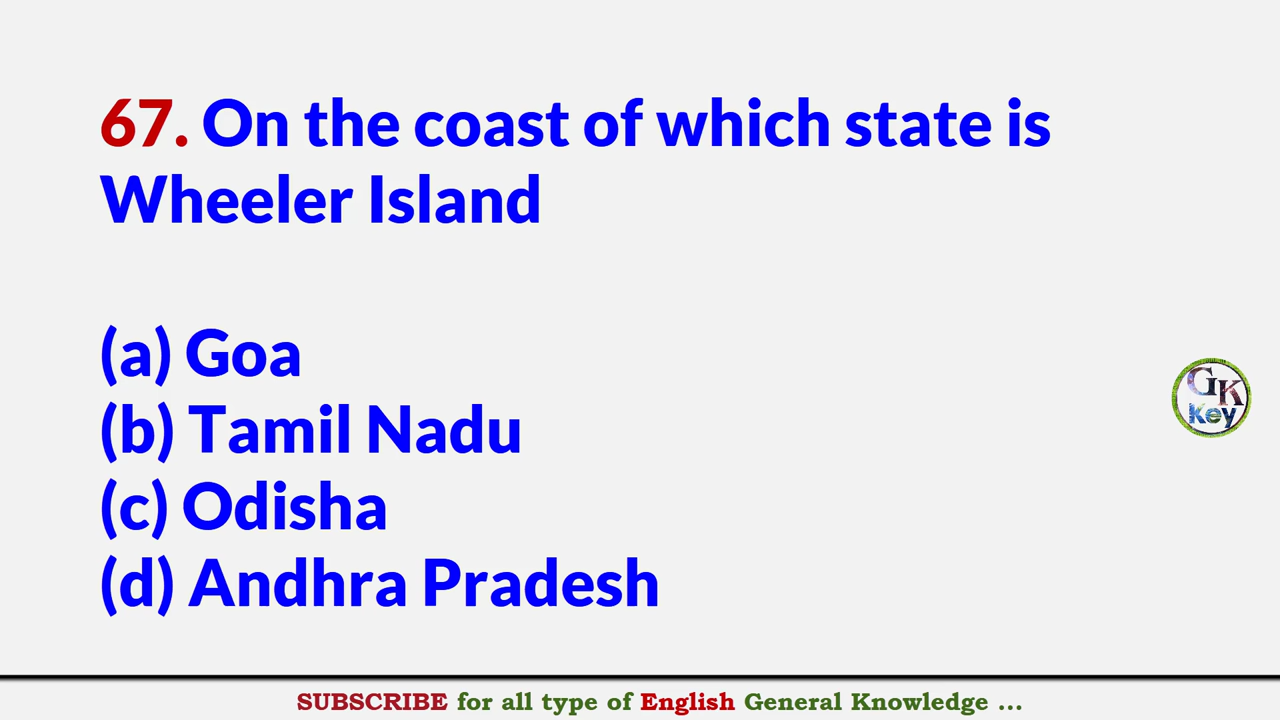 67. On the coast of which state is
Wheeler Island
(a) Goa
(b) Tamil Nadu
(c) Odisha
(d) Andhra Pradesh
GK
key
SUBSCRIBE for all type of English General Knowledge ...